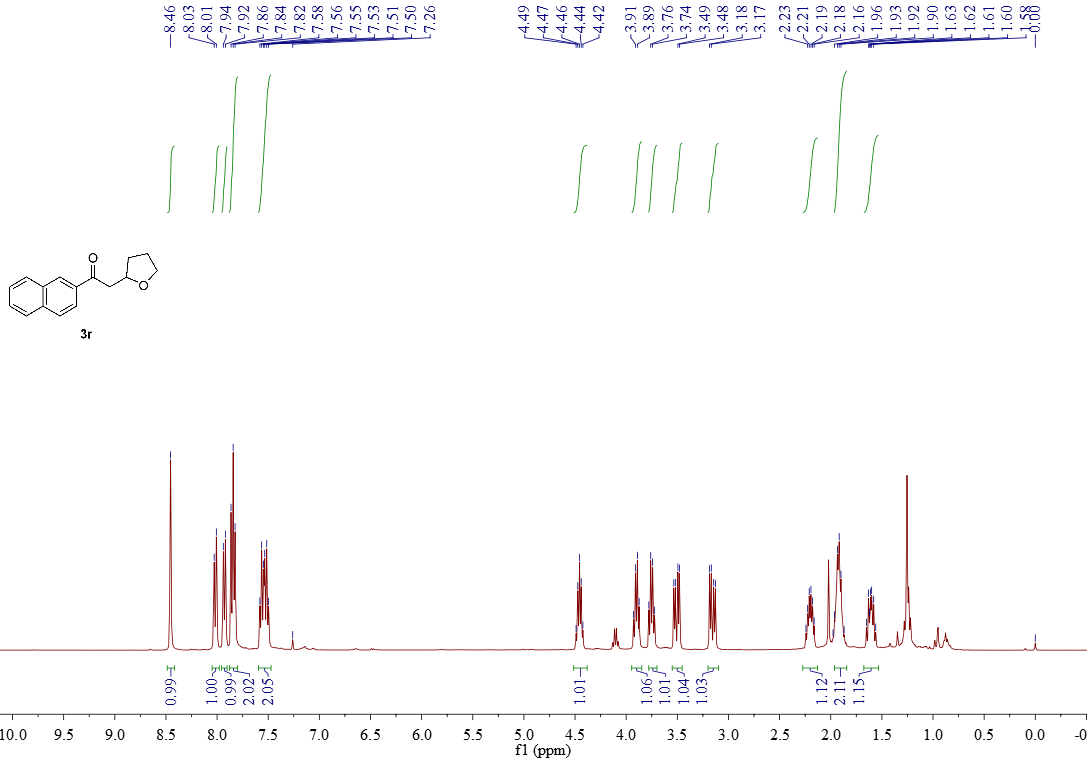 8.46 8.03 8.01 7.94 7.92 7.86 7.84 7.82 7.58 7.56 7.55 7.53 7.51 7.50 7.26 4.49 4.47 4.46 4.44 4.42 3.91 3.89 3.76 3.74 3.49 3.48 3.18 3.17 2.23 2.21 2.19 2.18 2.16 1.96 1.93 1.92 1.90 1.63 1.62 1.61 1.60 1.58 0.00
O
O
3r
0.99 1.00 0.99 2.02 2.05 1.01 1.06 1.01 1.04 1.03 1.12 2.11 1.15
10.0 9.5 9.0 8.5 8.0 7.5 7.0 6.5 6.0 5.5 5.0 4.5 4.0 3.5 3.0 2.5 2.0 1.5 1.0 0.5 -0
f1 (ppm)